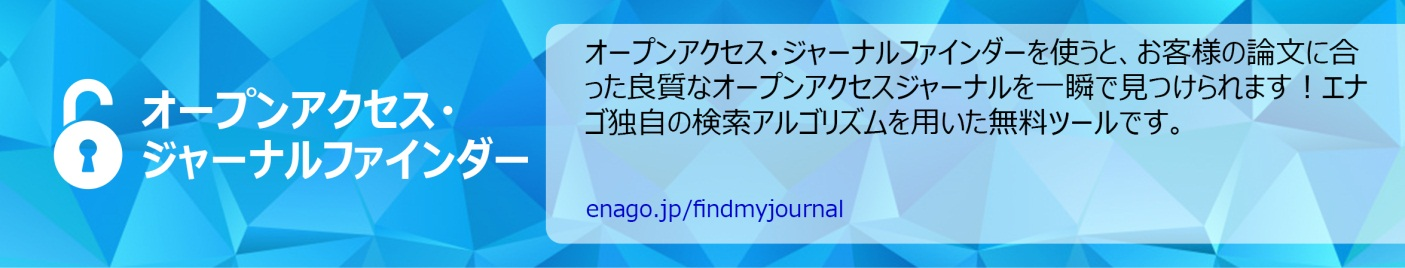 オープンアクセス・
ジャーナルファインダー
オープンアクセス・ジャーナルファインダーを使うと、お客様の論文に合
った良質なオープンアクセスジャーナルを一瞬で見つけられます！エナ
ゴ独自の検索アルゴリズムを用いた無料ツールです。
enago.jp/findmyjournal